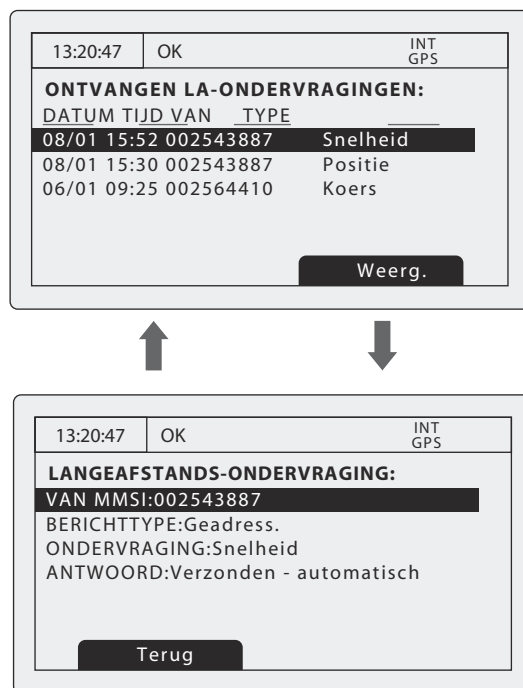 13:20:47 OK INT
GPS
ONTVANGEN LA-ONDERVRAGINGEN:
DATUM TIJD VAN TYPE
08/01 15:52 002543887 Snelheid
08/01 15:30 002543887 Positie
06/01 09:25 002564410 Koers
Weerg.
13:20:47 OK INT
GPS
LANGEAFSTANDS-ONDERVRAGING:
VAN MMSI:002543887
BERICHTTYPE:Geadress.
ONDERVRAGING:Snelheid
ANTWOORD:Verzonden - automatisch
Terug